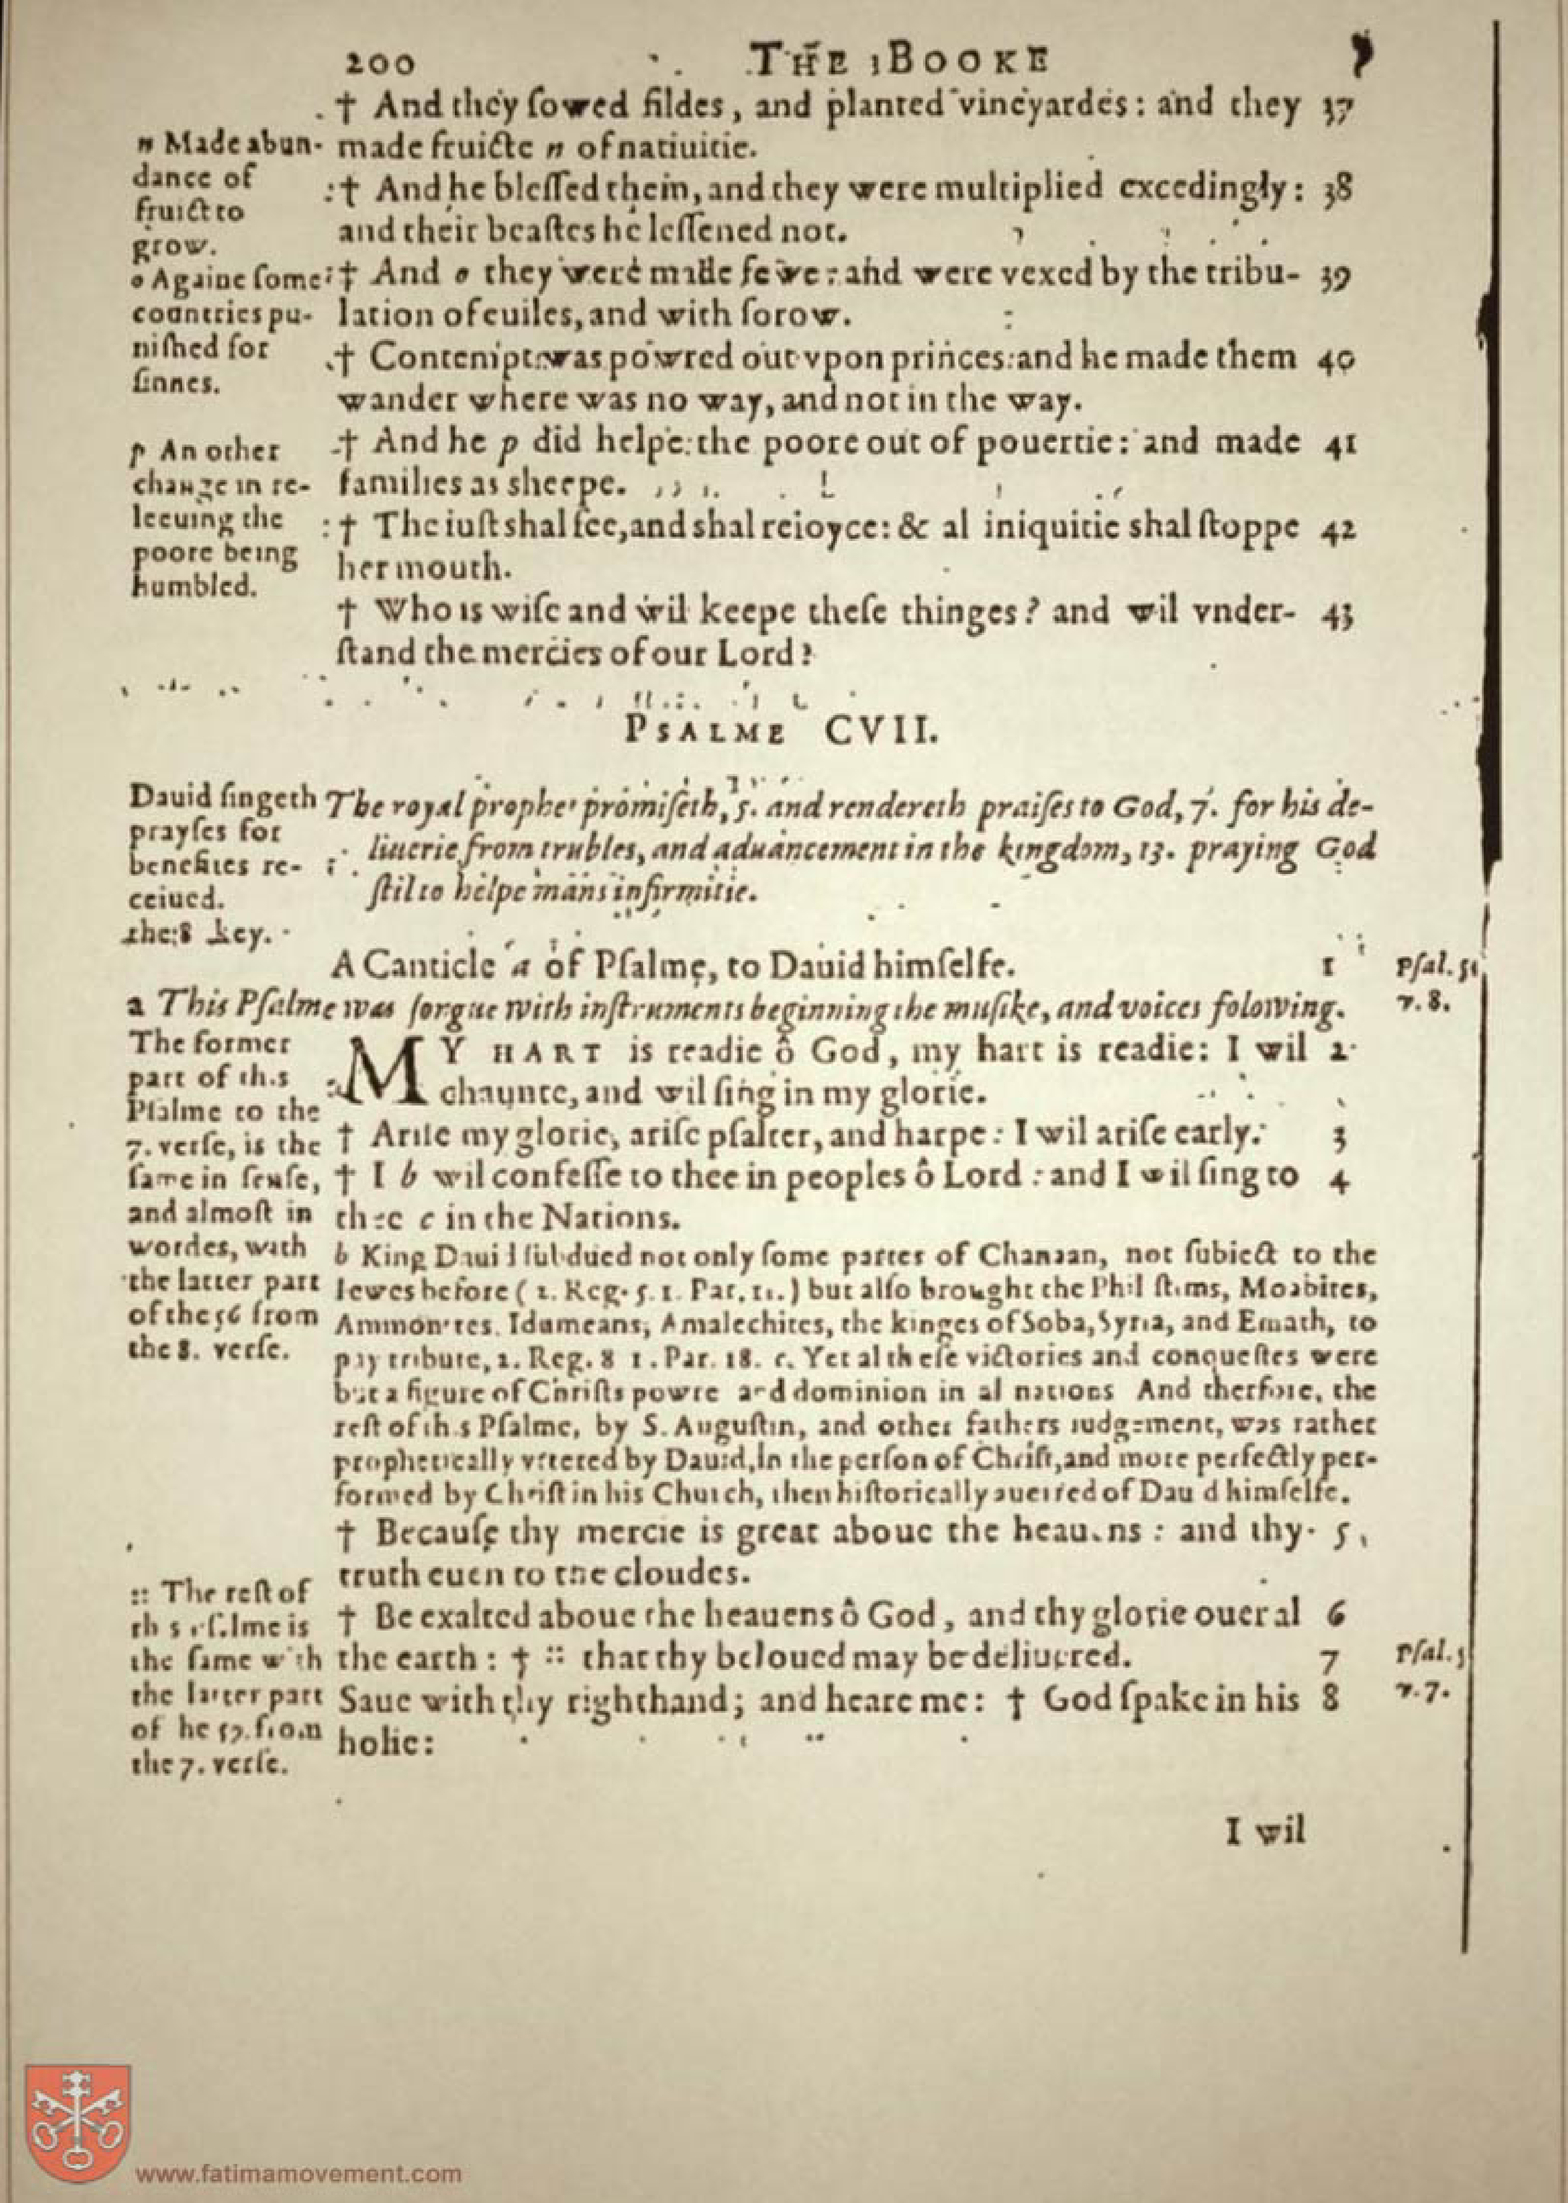 200 THE BOOKE
† And they ſowed fildes, and planted vineyardes: and they 37
made fruicte n of natiuitie.
n Made abun-
dance of
fruict to
grow.
† And he bleſſed them, and they were multiplied excedingly: 38
and their beaſtes he leſſened not.
† And o they were made fewe: and were vexed by the tribu- 39
lation of euiles, and with ſorow.
o Againe ſome
countries pu-
niſhed for
ſinnes.
† Contempt was powred out vpon princes: and he made them 40
wander where was no way, and not in the way.
† And he p did helpe the poore out of pouertie: and made 41
families as sheepe.
p An other
change in re-
leeuing the
poore being
humbled.
† The iuſt shal ſee, and shal reioyce: & al iniquitie shal ſtoppe 42
her mouth.
† Who is wiſe and wil keepe theſe thinges? and wil vnder- 43
ſtand the mercies of our Lord?
PSALME CVII.
Dauid ſingeth
prayſes for
benefites re-
ceiued.
the 8 key.
The royal prophet promiſeth, 5. and rendereth praiſes to God, 7. for his de-
liuerie from trubles, and aduancement in the kingdom, 13. praying God
ſtil to helpe mans infirmitie.
A Canticle a of Pſalme, to Dauid himſelfe. 1
Pſal. 56
v. 8.
a This Pſalme was ſongue with inſtruments beginning the muſike, and voices folowing.
MY HART is readie ô God, my hart is readie: I wil 2
chaunte, and wil ſing in my glorie.
† Ariſe my glorie, ariſe pſalter, and harpe: I wil ariſe early. 3
† I b wil confeſſe to thee in peoples ô Lord: and I wil ſing to 4
thee c in the Nations.
The former
part of this
Pſalme to the
7. verſe, is the
ſame in ſenſe,
and almoſt in
wordes, with
the latter part
of the 56 from
the 8. verſe.
b King Dauid ſubdued not only ſome partes of Chanaan, not ſubiect to the
Iewes before (2. Reg. 5. 1. Par. 11.) but alſo brought the Philiſtims, Moabites,
Ammonites, Idumeans, Amalechites, the kinges of Soba, Syria, and Emath, to
pay tribute, 2. Reg. 8 1. Par. 18. c. Yet al theſe victories and conqueſtes were
but a figure of Chriſts powre and dominion in al nations And therfore, the
reſt of this Pſalme, by S. Auguſtin, and other fathers iudgement, was rather
prophetically vttered by Dauid, in the perſon of Chriſt, and more perfectly per-
formed by Chriſt in his Church, then hiſtorically auerred of Dauid himſelfe.
† Becauſe thy mercie is great aboue the heauens: and thy 5
truth euen to the cloudes.
† Be exalted aboue the heauens ô God, and thy glorie ouer al 6
the earth: † :: that thy beloued may be deliuered. 7
Saue with thy right hand; and heare me: † God ſpake in his 8
holie:
:: The reſt of
this pſalme is
the ſame with
the latter part
of the 59. from
the 7. verſe.
Pſal. 5
v. 7.
I wil
www.fatimamovement.com